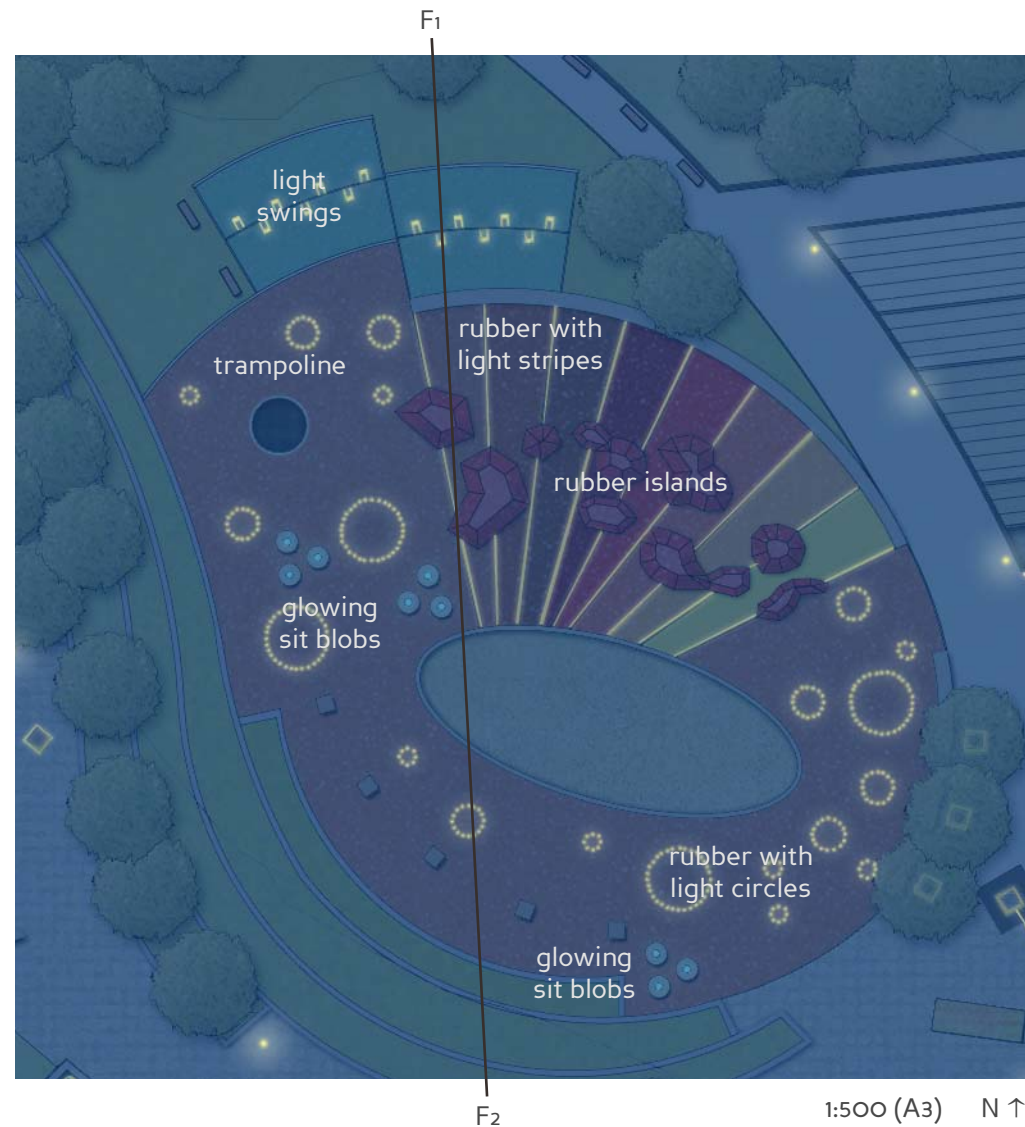 F1
light
swings
rubber with
light stripes
trampoline
rubber islands
glowing
sit blobs
rubber with
light circles
glowing
sit blobs
F2
1:500 (A3) N ↑